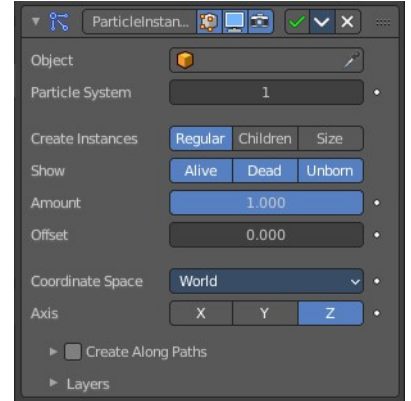 ParticleInstan...
Object
Particle System 1
Create Instances Regular Children Size
Show Alive Dead Unborn
Amount 1.000
Offset 0.000
Coordinate Space World
Axis X Y Z
Create Along Paths
Layers